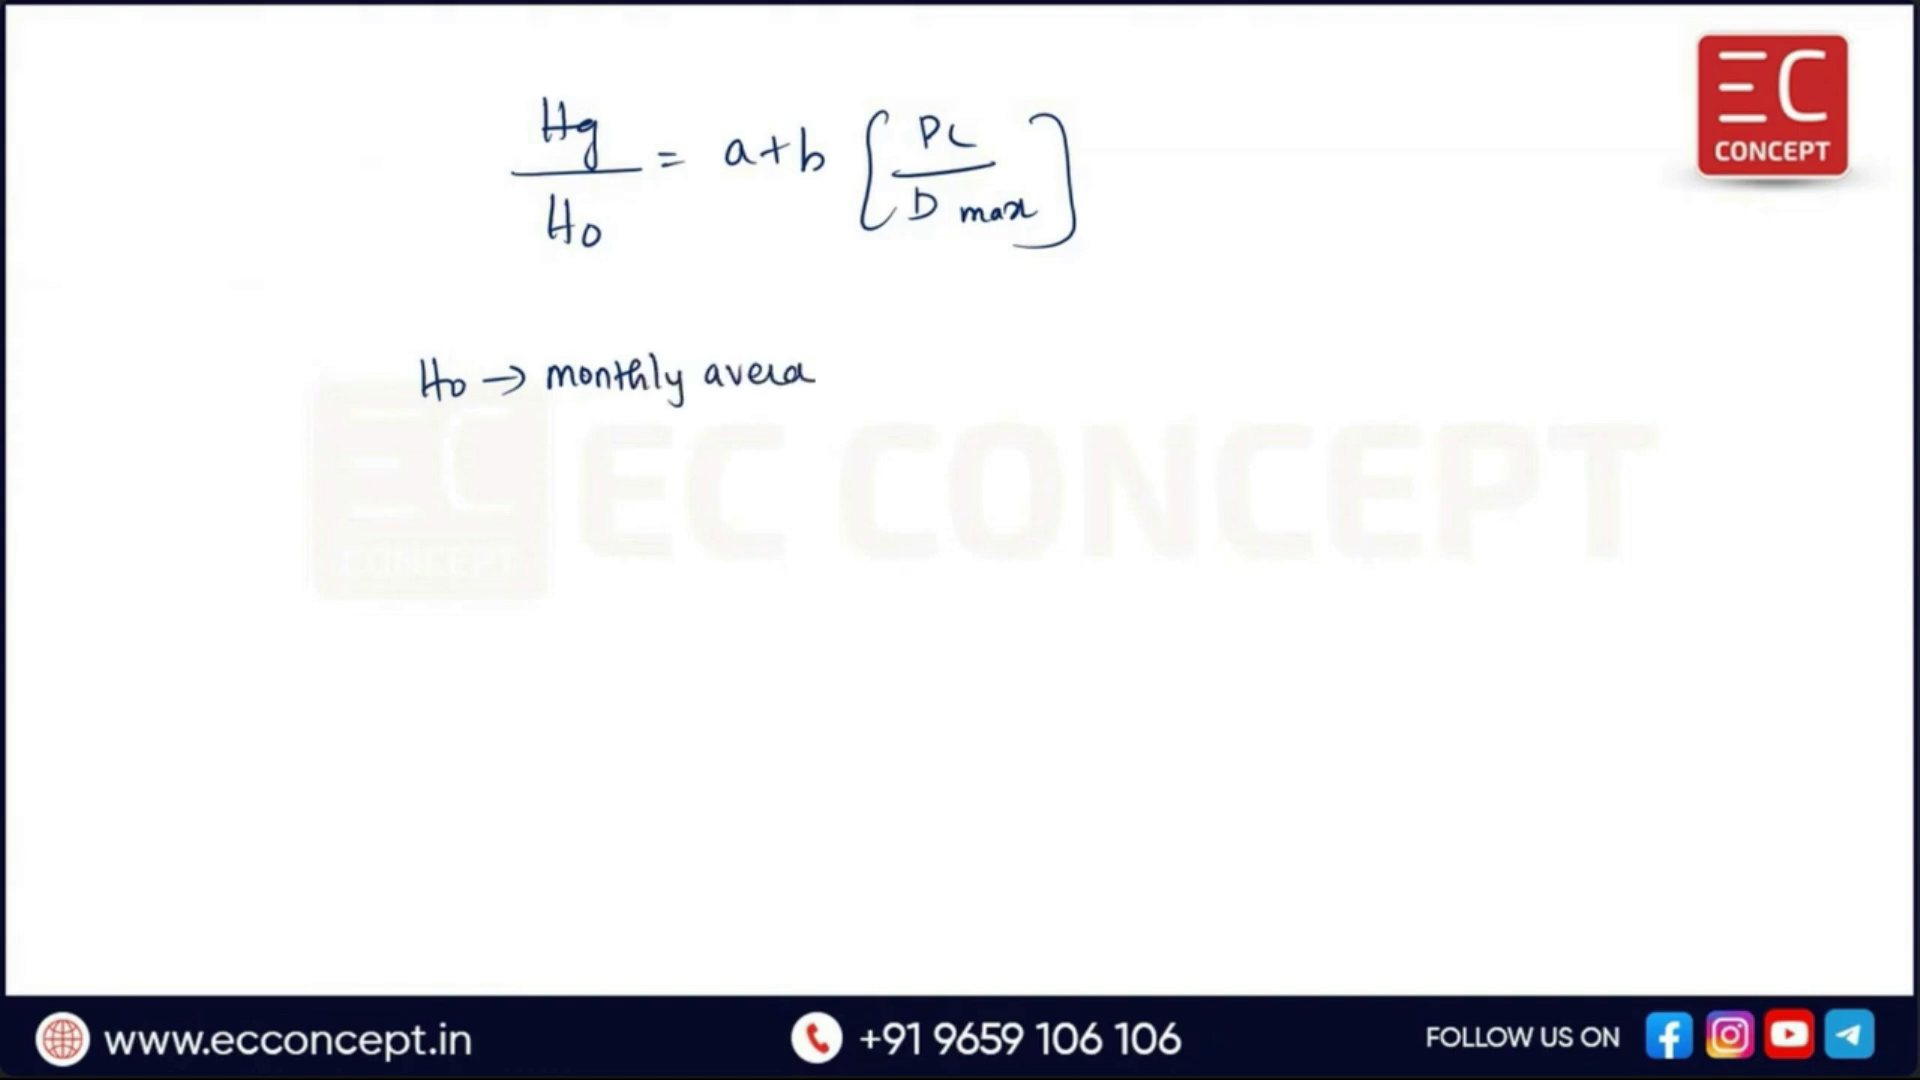 EC
CONCEPT
Hg
Ho
= a+b
[PL
D max]
Ho → monthly avera
EC CONCEPT
CONCEPT
www.ecconcept.in
+91 9659 106 106
FOLLOW US ON